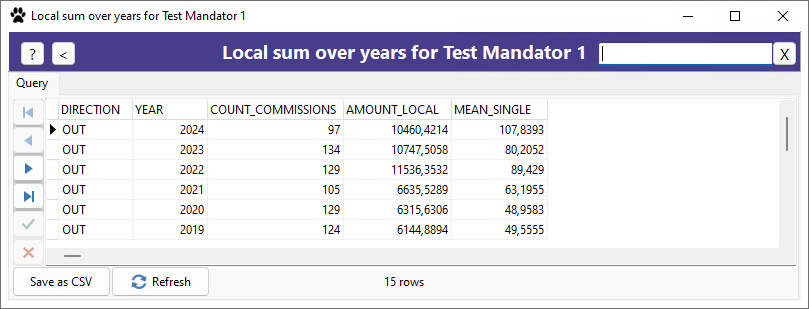 Local sum over years for Test Mandator 1
? < Local sum over years for Test Mandator 1 X
Query
DIRECTION YEAR COUNT_COMMISSIONS AMOUNT_LOCAL MEAN_SINGLE
OUT 2024 97 10460,4214 107,8393
OUT 2023 134 10747,5058 80,2052
OUT 2022 129 11536,3532 89,429
OUT 2021 105 6635,5289 63,1955
OUT 2020 129 6315,6306 48,9583
OUT 2019 124 6144,8894 49,5555
Save as CSV Refresh 15 rows